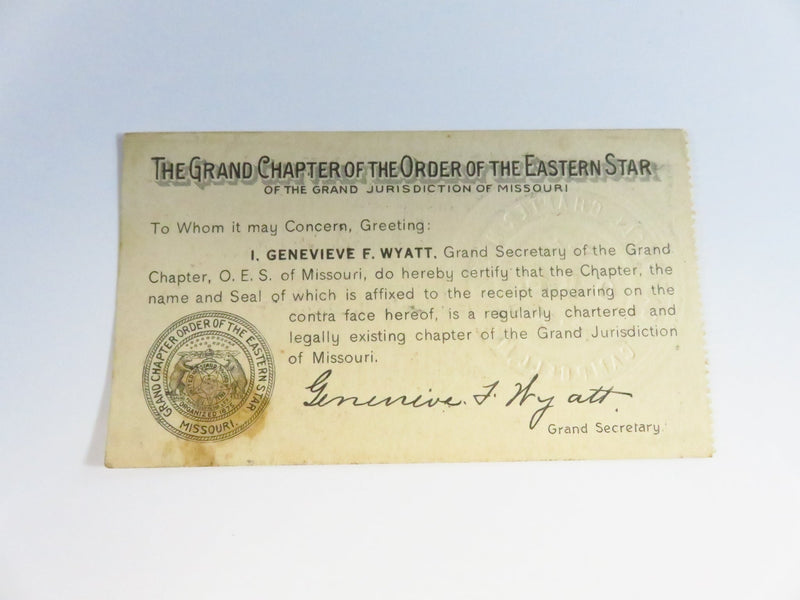 THE GRAND CHAPTER OF THE ORDER OF THE EASTERN STAR
OF THE GRAND JURISDICTION OF MISSOURI
To Whom it may Concern, Greeting:
I, GENEVIEVE F. WYATT, Grand Secretary of the Grand
Chapter, O. E. S. of Missouri, do hereby certify that the Chapter, the
name and Seal of which is affixed to the receipt appearing on the
contra face hereof, is a regularly chartered and
legally existing chapter of the Grand Jurisdiction
of Missouri.
GRAND CHAPTER ORDER OF THE EASTERN STAR
MISSOURI
Genevieve F. Wyatt
Grand Secretary